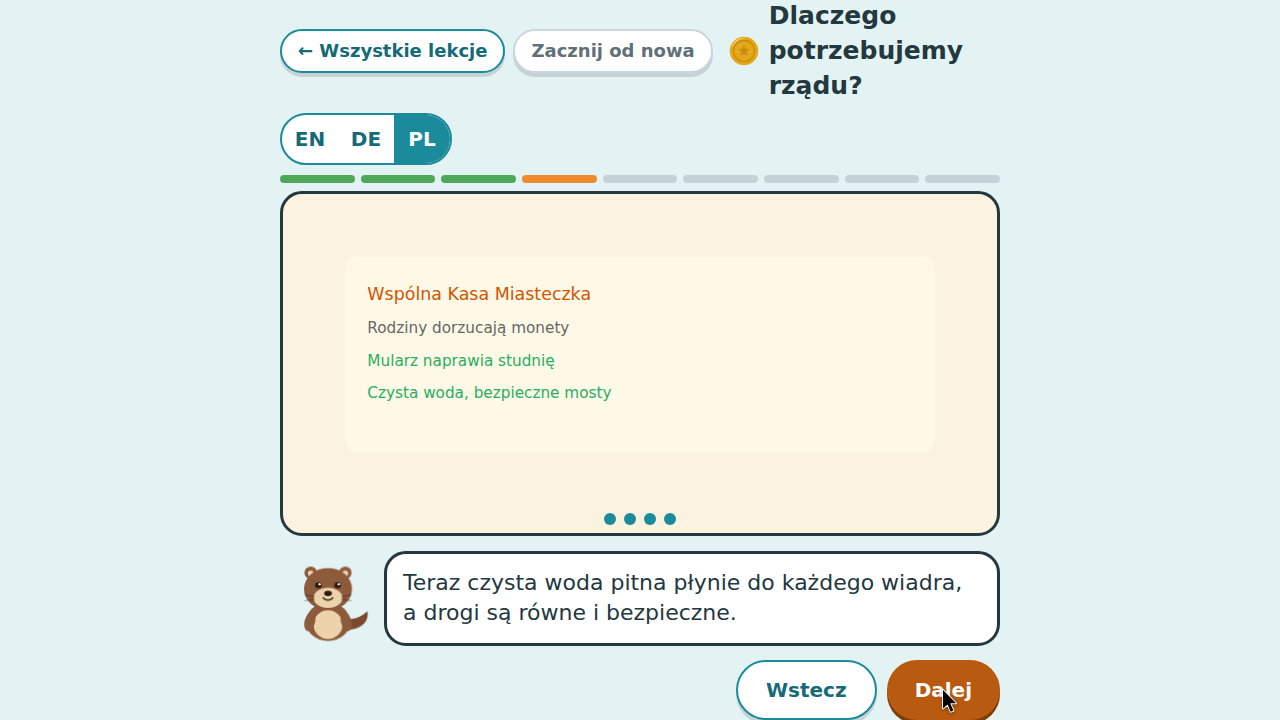 ← Wszystkie lekcje
Zacznij od nowa
Dlaczego
potrzebujemy
rządu?
EN DE PL
Wspólna Kasa Miasteczka
Rodziny dorzucają monety
Mularz naprawia studnię
Czysta woda, bezpieczne mosty
Teraz czysta woda pitna płynie do każdego wiadra,
a drogi są równe i bezpieczne.
Wstecz
Dalej